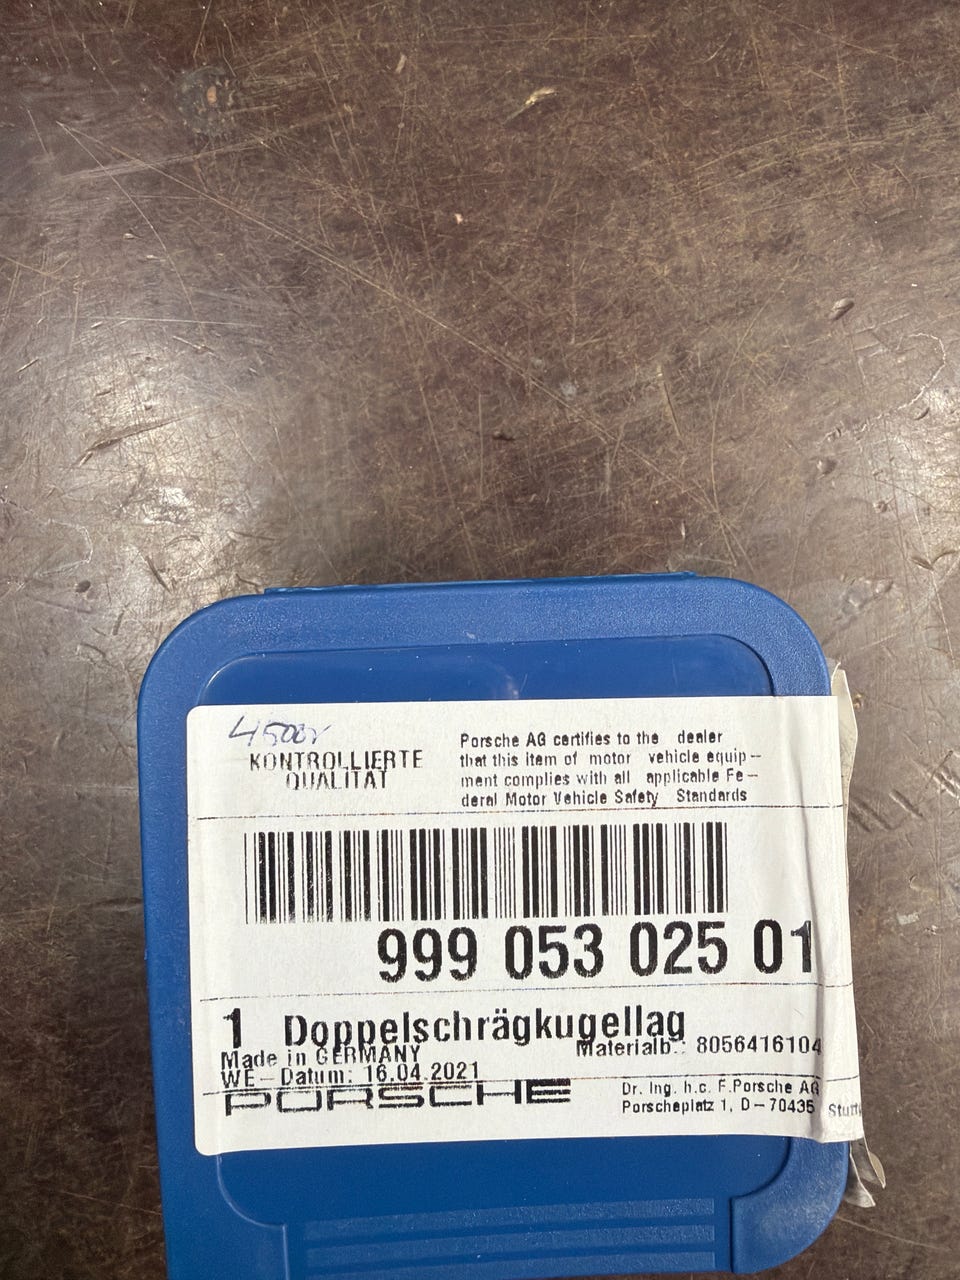 4500r
KONTROLLIERTE
QUALITAT
Porsche AG certifies to the dealer
that this item of motor vehicle equip-
ment complies with all applicable Fe-
deral Motor Vehicle Safety Standards
999 053 025 01
1 Doppelschrägkugellag
Made in GERMANY
Materialb.: 8056416104
WE-Datum: 16.04.2021
PORSCHE
Dr. Ing. h.c. F.Porsche AG
Porscheplatz 1, D-70435 Stutt